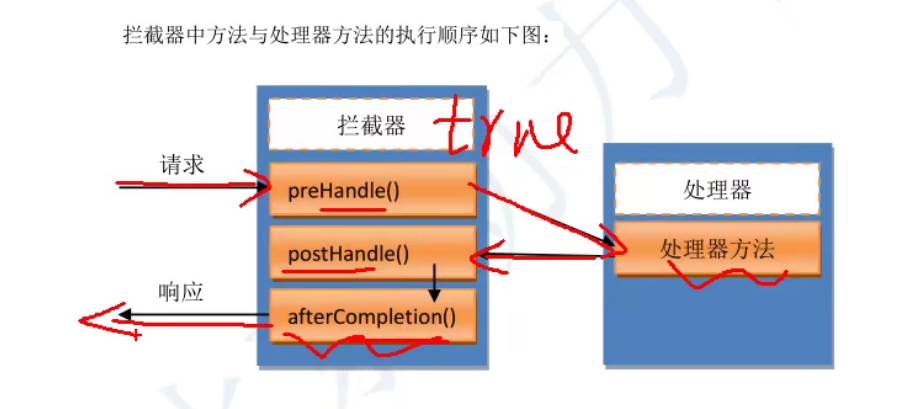 拦截器中方法与处理器方法的执行顺序如下图：
拦截器
true
请求
preHandle()
处理器
postHandle()
处理器方法
响应
afterCompletion()